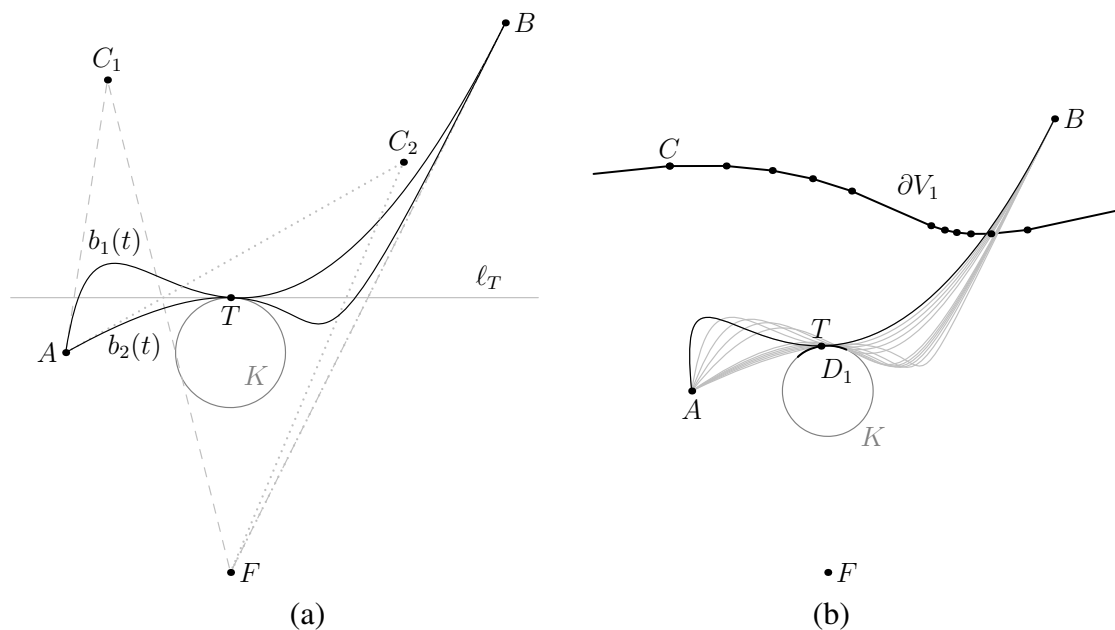 B
C₁
C₂
b₁(t)
ℓ_T
T
A
b₂(t)
K
F
(a)
B
C
∂V₁
T
D₁
A
K
F
(b)